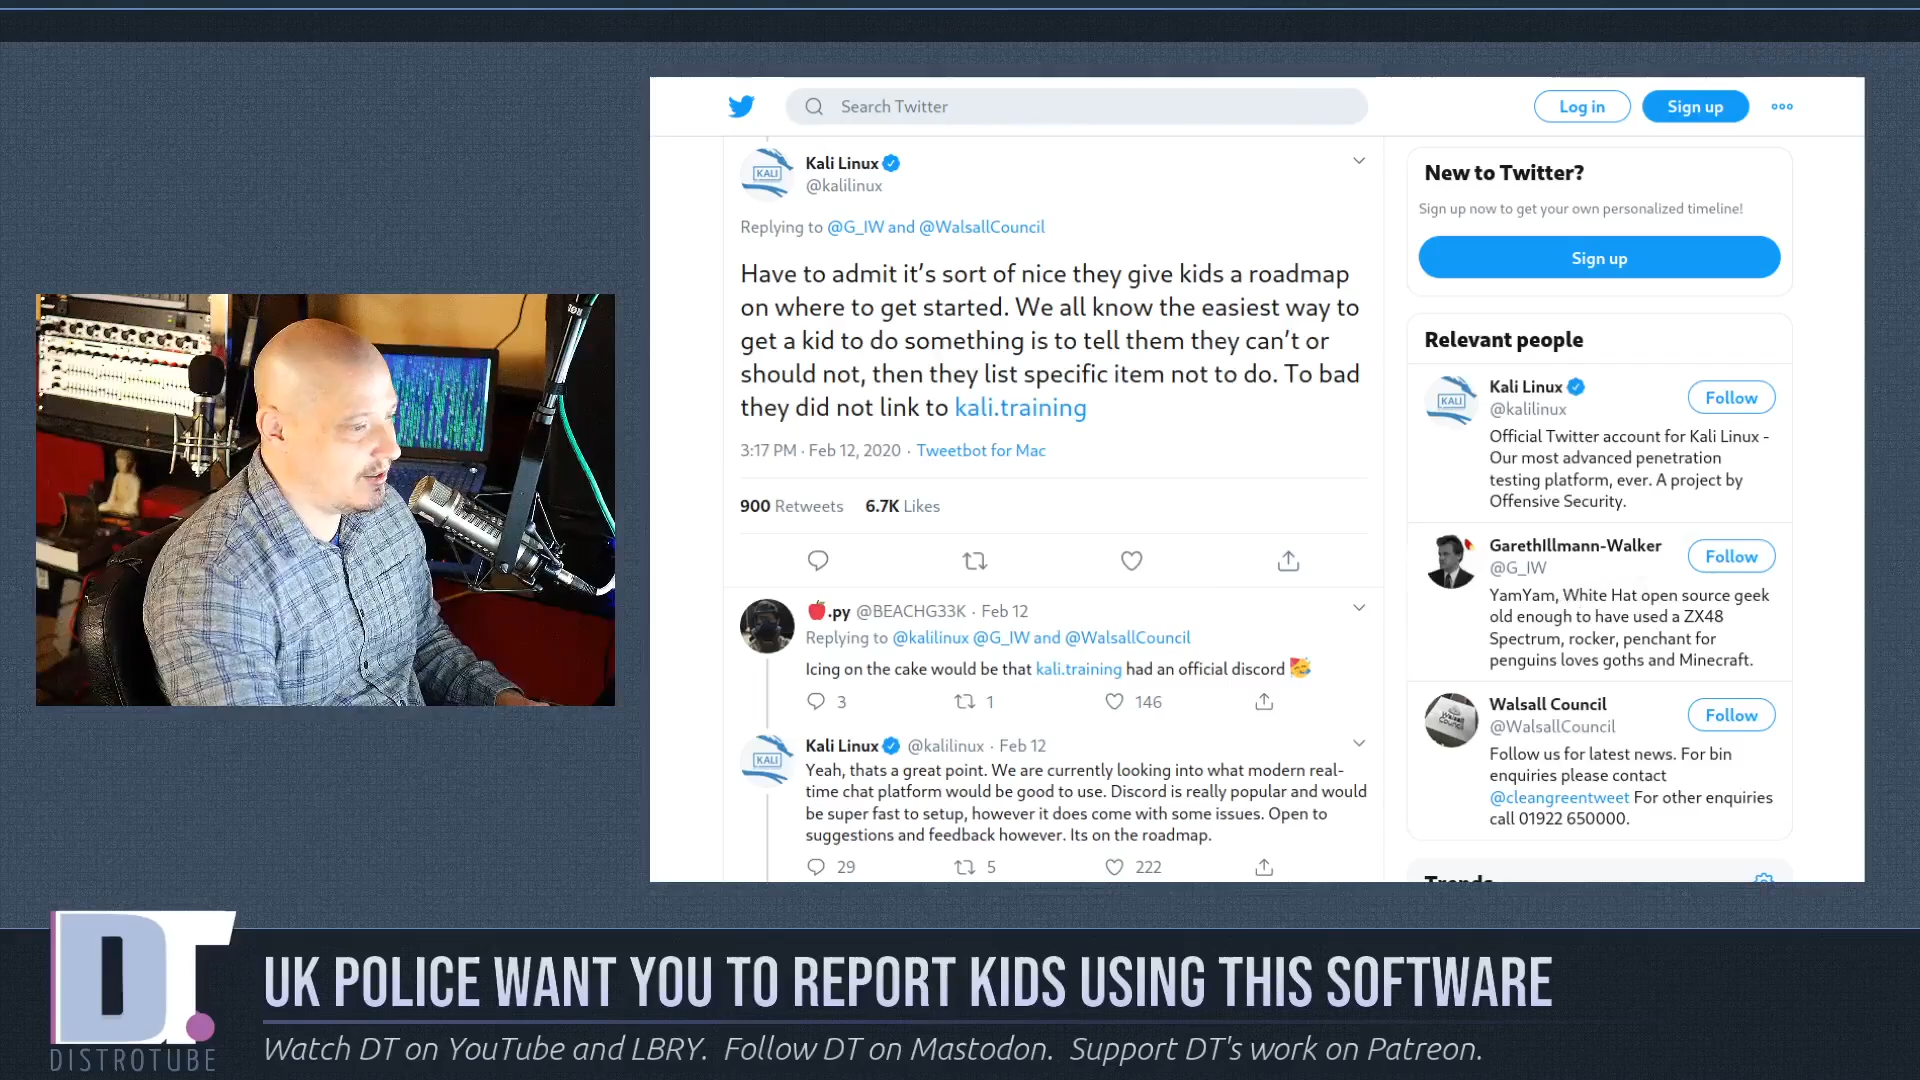 Search Twitter
Log in
Sign up
KALI
Kali Linux
@kalilinux
Replying to @G_IW and @WalsallCouncil
Have to admit it’s sort of nice they give kids a roadmap
on where to get started. We all know the easiest way to
get a kid to do something is to tell them they can’t or
should not, then they list specific item not to do. To bad
they did not link to kali.training
3:17 PM · Feb 12, 2020 · Tweetbot for Mac
900 Retweets 6.7K Likes
.py @BEACHG33K · Feb 12
Replying to @kalilinux @G_IW and @WalsallCouncil
Icing on the cake would be that kali.training had an official discord
3 1 146
KALI
Kali Linux @kalilinux · Feb 12
Yeah, thats a great point. We are currently looking into what modern real-
time chat platform would be good to use. Discord is really popular and would
be super fast to setup, however it does come with some issues. Open to
suggestions and feedback however. Its on the roadmap.
29 5 222
New to Twitter?
Sign up now to get your own personalized timeline!
Sign up
Relevant people
KALI
Kali Linux
@kalilinux
Follow
Official Twitter account for Kali Linux -
Our most advanced penetration
testing platform, ever. A project by
Offensive Security.
GarethIllmann-Walker
@G_IW
Follow
YamYam, White Hat open source geek
old enough to have used a ZX48
Spectrum, rocker, penchant for
penguins loves goths and Minecraft.
Walsall Council
Walsall Council
@WalsallCouncil
Follow
Follow us for latest news. For bin
enquiries please contact
@cleangreentweet For other enquiries
call 01922 650000.
Trends
DT
DISTROTUBE
UK POLICE WANT YOU TO REPORT KIDS USING THIS SOFTWARE
Watch DT on YouTube and LBRY. Follow DT on Mastodon. Support DT's work on Patreon.